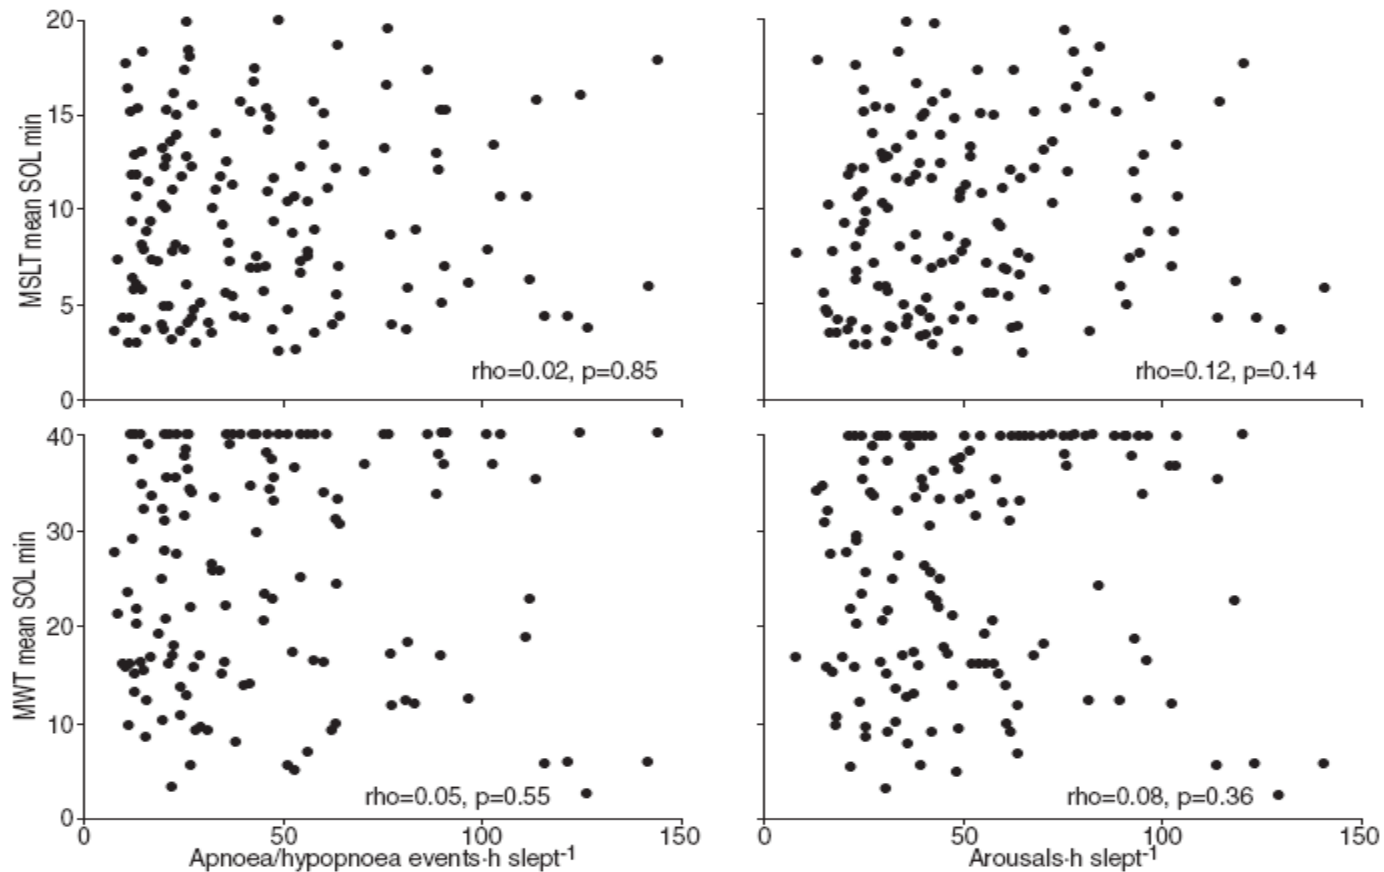 20
15
10
5
0
MSLT mean SOL min
rho=0.02, p=0.85
rho=0.12, p=0.14
40
30
20
10
0
MWT mean SOL min
rho=0.05, p=0.55
rho=0.08, p=0.36
0 50 100 150
0 50 100 150
Apnoea/hypopnoea events·h slept-1
Arousals·h slept-1